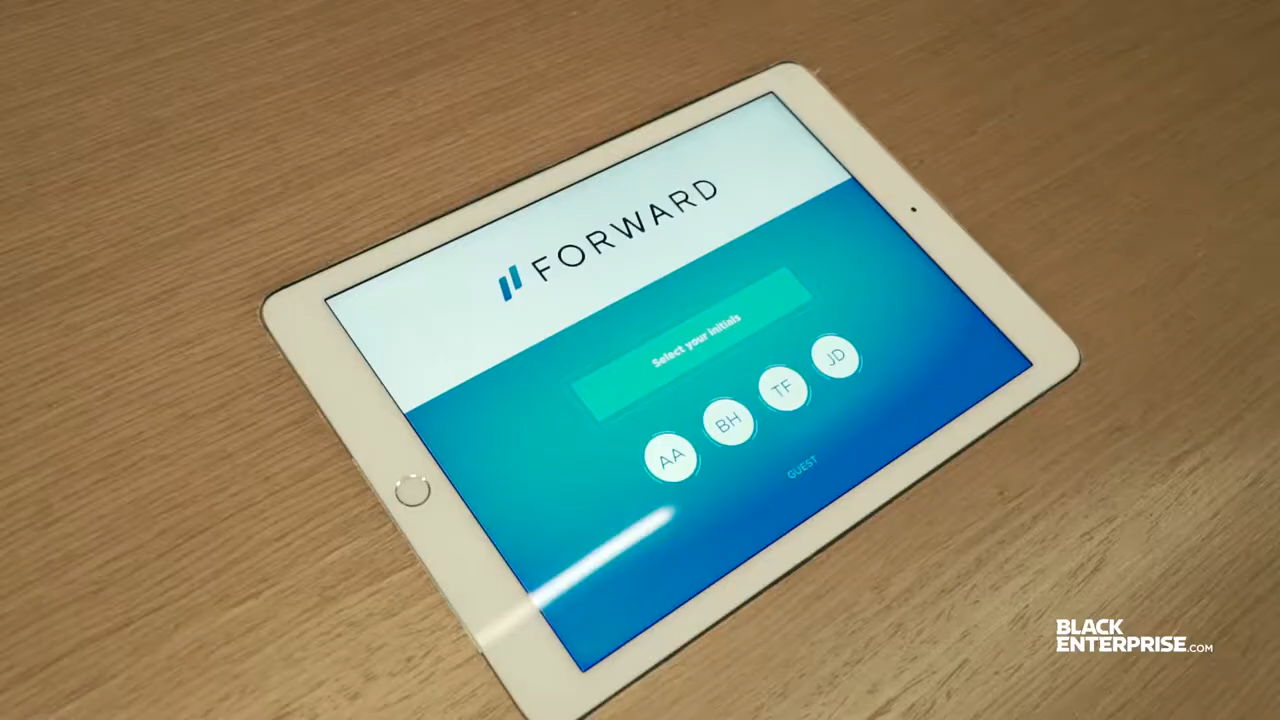 FORWARD
Select your initials
AA BH TF JD
GUEST
BLACK
ENTERPRISE.COM